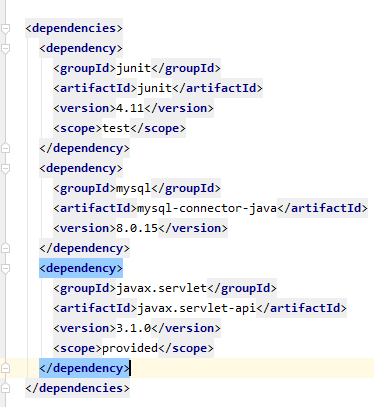 <dependencies>
<dependency>
<groupId>junit</groupId>
<artifactId>junit</artifactId>
<version>4.11</version>
<scope>test</scope>
</dependency>
<dependency>
<groupId>mysql</groupId>
<artifactId>mysql-connector-java</artifactId>
<version>8.0.15</version>
</dependency>
<dependency>
<groupId>javax.servlet</groupId>
<artifactId>javax.servlet-api</artifactId>
<version>3.1.0</version>
<scope>provided</scope>
</dependency>
</dependencies>